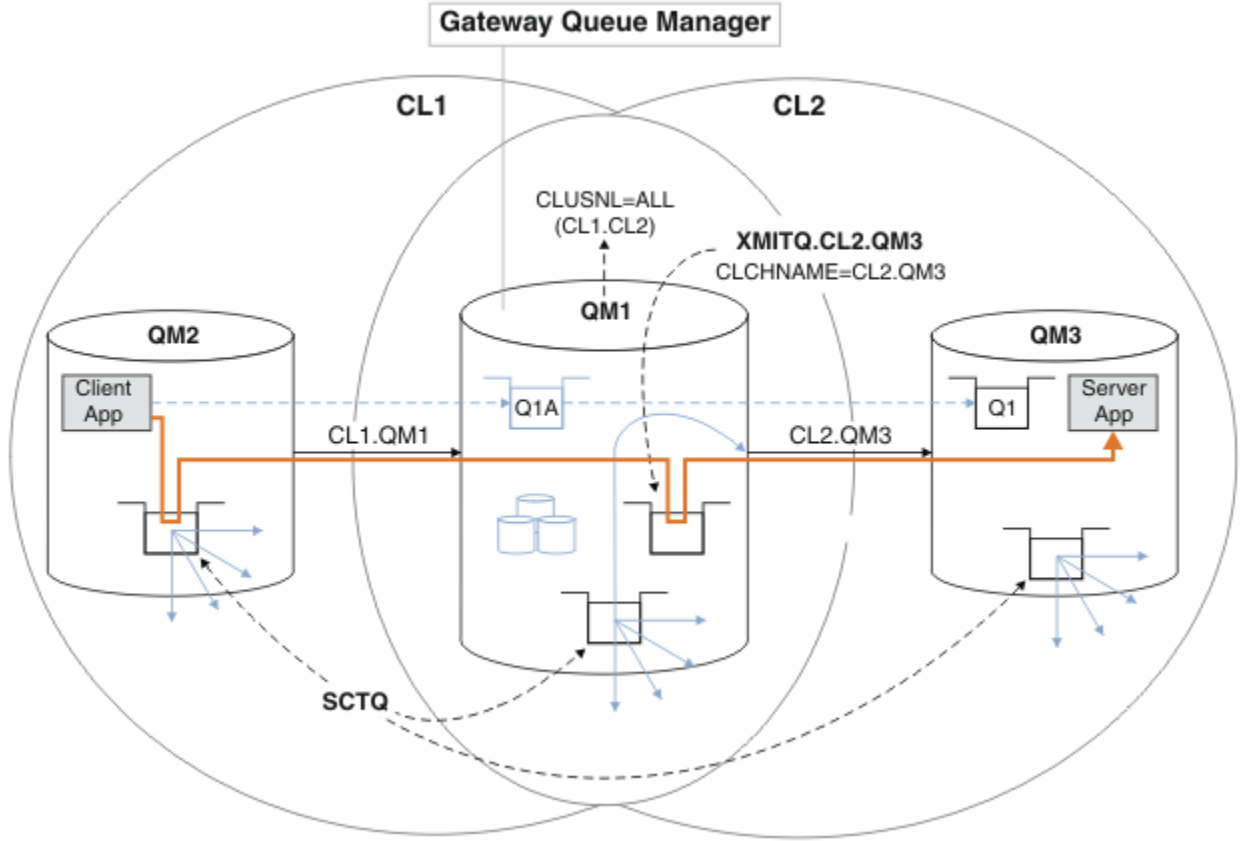 Gateway Queue Manager
CL1
CL2
CLUSNL=ALL
(CL1.CL2)
XMITQ.CL2.QM3
CLCHNAME=CL2.QM3
QM2
QM1
QM3
Client
App
Q1A
Q1
Server
App
CL1.QM1
CL2.QM3
SCTQ